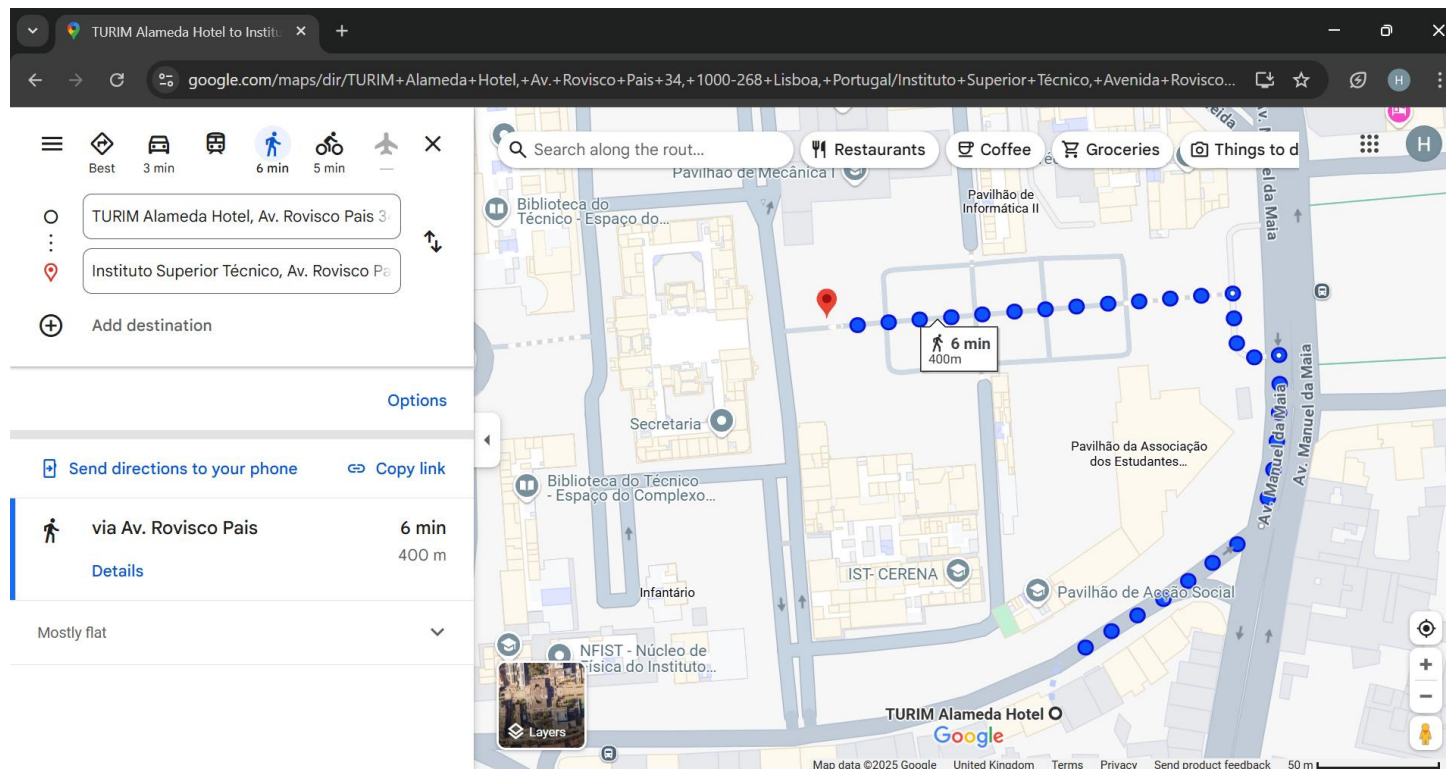 TURIM Alameda Hotel to Institu
google.com/maps/dir/TURIM+Alameda+Hotel,+Av.+Rovisco+Pais+34,+1000-268+Lisboa,+Portugal/Instituto+Superior+Técnico,+Avenida+Rovisco...
H
Best
3 min
6 min
5 min
TURIM Alameda Hotel, Av. Rovisco Pais 3
Instituto Superior Técnico, Av. Rovisco Pa
Add destination
Options
Send directions to your phone
Copy link
via Av. Rovisco Pais
6 min
400 m
Details
Mostly flat
Search along the rout...
Restaurants
Coffee
Groceries
Things to d
H
Pavilhão de Mecânica I
Biblioteca do
Técnico - Espaço do...
Pavilhão de
Informática II
6 min
400m
Secretaria
Pavilhão da Associação
dos Estudantes...
Av. Manuel da Maia
Av. Manuel da Maia
Biblioteca do Técnico
- Espaço do Complexo...
IST- CERENA
Infantário
Pavilhão de Acção Social
NFIST - Núcleo de
Física do Instituto...
Layers
TURIM Alameda Hotel
Google
Map data ©2025 Google
United Kingdom
Terms
Privacy
Send product feedback
50 m